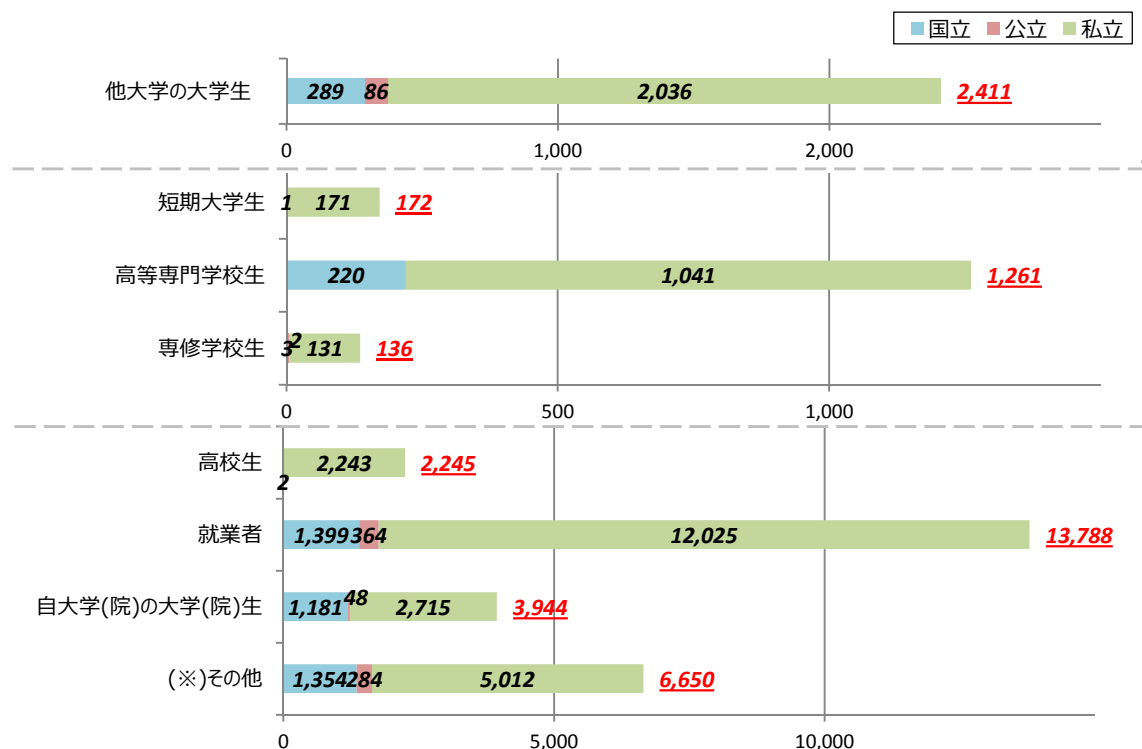 国立 公立 私立
他大学の大学生 289 86 2,036 2,411
0 1,000 2,000
短期大学生 1 171 172
高等専門学校生 220 1,041 1,261
専修学校生 3 2 131 136
0 500 1,000
高校生 2 2,243 2,245
就業者 1,399 364 12,025 13,788
自大学(院)の大学(院)生 1,181 48 2,715 3,944
(※)その他 1,354 284 5,012 6,650
0 5,000 10,000